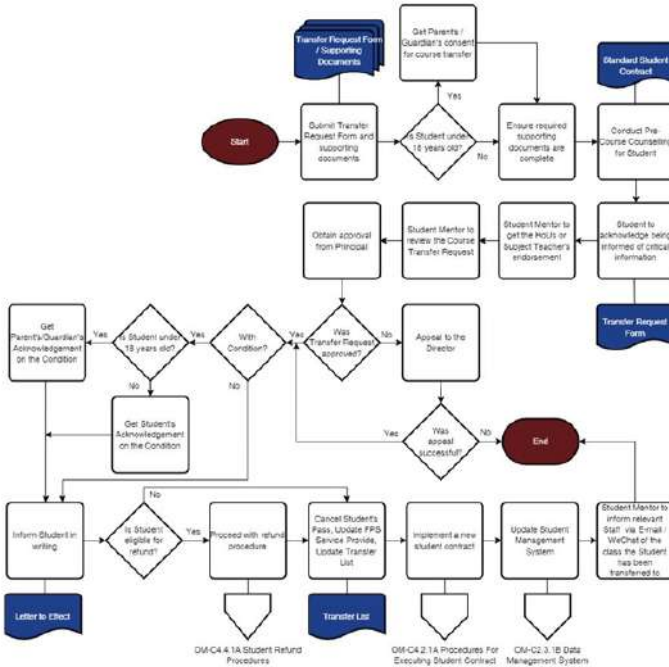 Transfer Request Form
/ Supporting
Documents
Get Parents /
Guardian's consent
for course transfer
Standard Student
Contract
Start
Submit Transfer
Request Form and
supporting
documents
Is Student under
18 years old?
Yes
No
Ensure required
supporting
documents are
complete
Conduct Pre-
Course Counselling
for Student
Obtain approval
from Principal
Student Mentor to
review the Course
Transfer Request
Student Mentor to
get the HoUs or
Subject Teacher's
endorsement
Student to
acknowledge being
informed of critical
information
Transfer Request
Form
Get
Parent's/Guardian's
Acknowledgement
on the Condition
Yes
Is Student under
18 years old?
Yes
With
Condition?
Yes
Was
Transfer Request
approved?
No
Appeal to the
Director
No
No
Get Student's
Acknowledgement
on the Condition
Yes
Was
appeal
successful?
No
End
Inform Student in
writing
No
Is Student
eligible for
refund?
Yes
Proceed with refund
procedure
Cancel Student's
Pass, Update FPS
Service Provide,
Update Transfer
List
Implement a new
student contract
Update Student
Management
System
Student Mentor to
inform relevant
Staff via E-mail /
WeChat of the
class the Student
has been
transferred to
Letter to Effect
Transfer List
OM-C4.4.1A Student Refund
Procedures
OM-C4.2.1A Procedures For
Executing Student Contract
OM-C2.3.1B Data
Management System